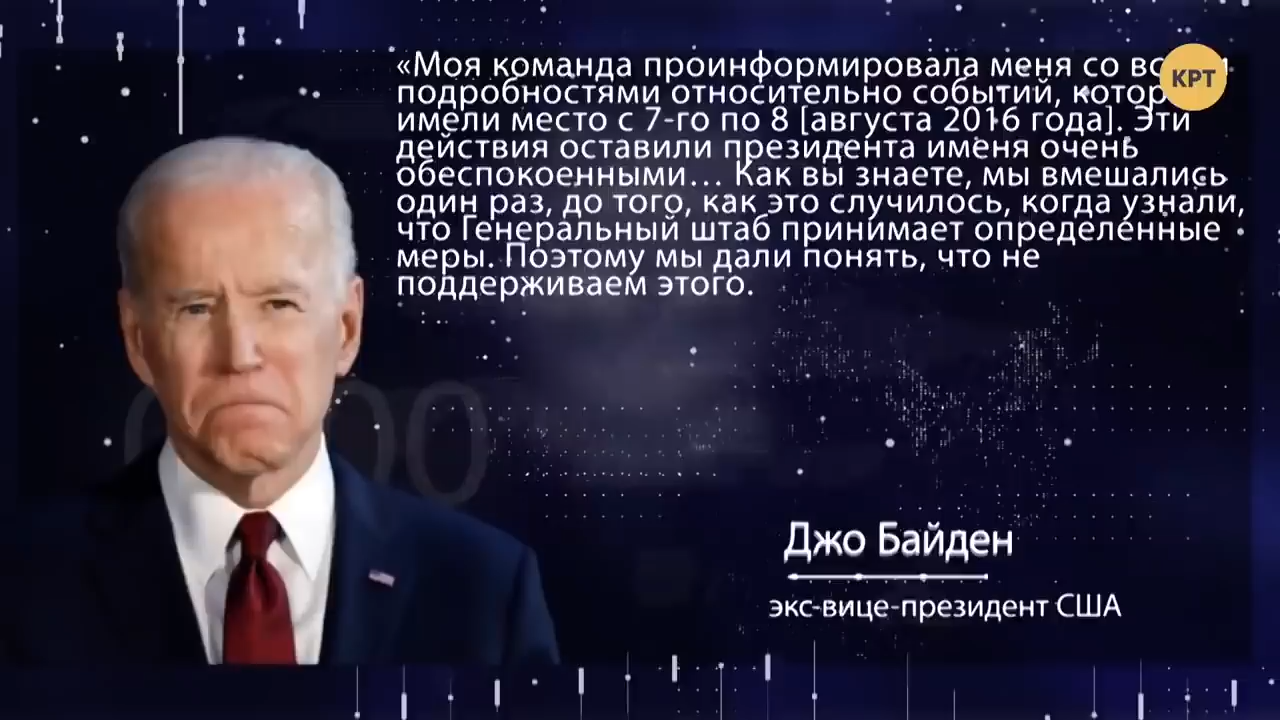 «Моя команда проинформировала меня со
подробностями относительно событий,
имели место с 7-го по 8 [августа 2016 года]. Эти
действия оставили президента именя очень
обеспокоенными... Как вы знаете, мы вмешались
один раз, до того, как это случилось, когда узнали,
что Генеральный штаб принимает определенные
меры. Поэтому мы дали понять, что не
поддерживаем этого.
КРТ
Джо Байден
экс-вице-президент США